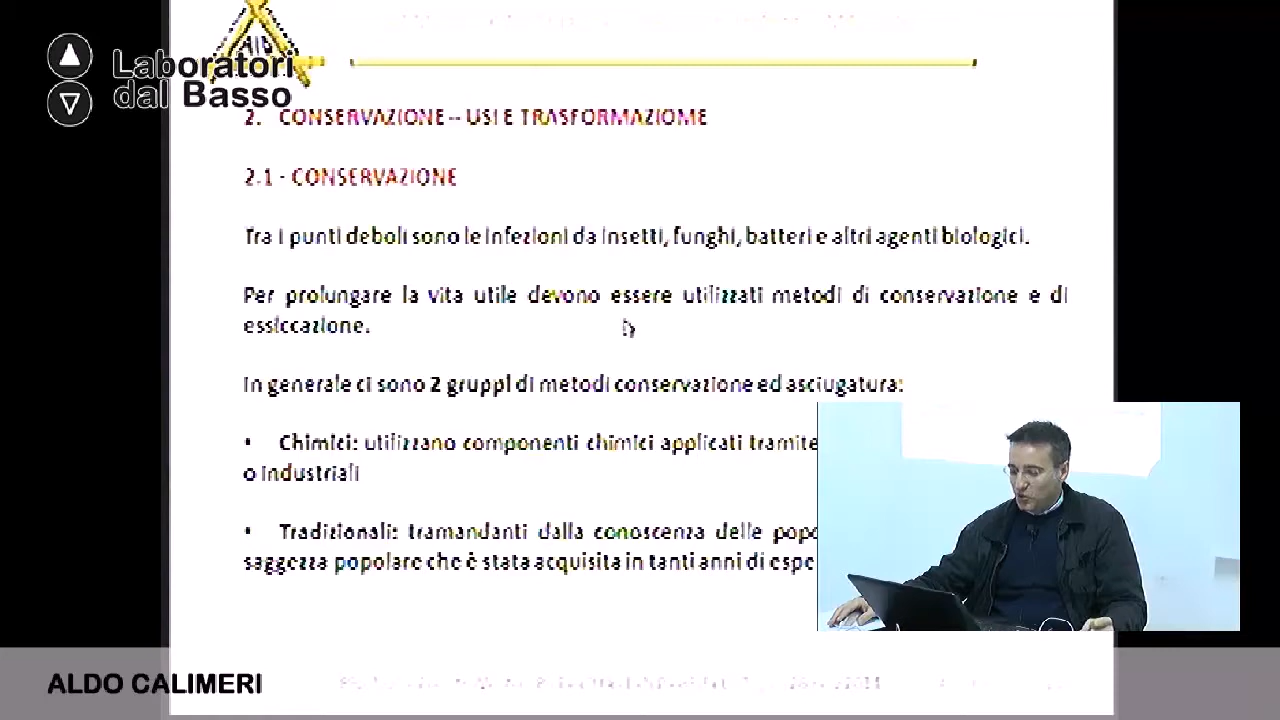 Laboratori
dal Basso
2. CONSERVAZIONE -- USI E TRASFORMAZIOME
2.1 - CONSERVAZIONE
Tra i punti deboli sono le infezioni da insetti, funghi, batteri e altri agenti biologici.
Per prolungare la vita utile devono essere utilizzati metodi di conservazione e di
essiccazione.
In generale ci sono 2 gruppi di metodi conservazione ed asciugatura:
• Chimici: utilizzano componenti chimici applicati tramite
o industriali
• Tradizionali: tramandanti dalla conoscenza delle
saggezza popolare che è stata acquisita in tanti anni di
ALDO CALIMERI